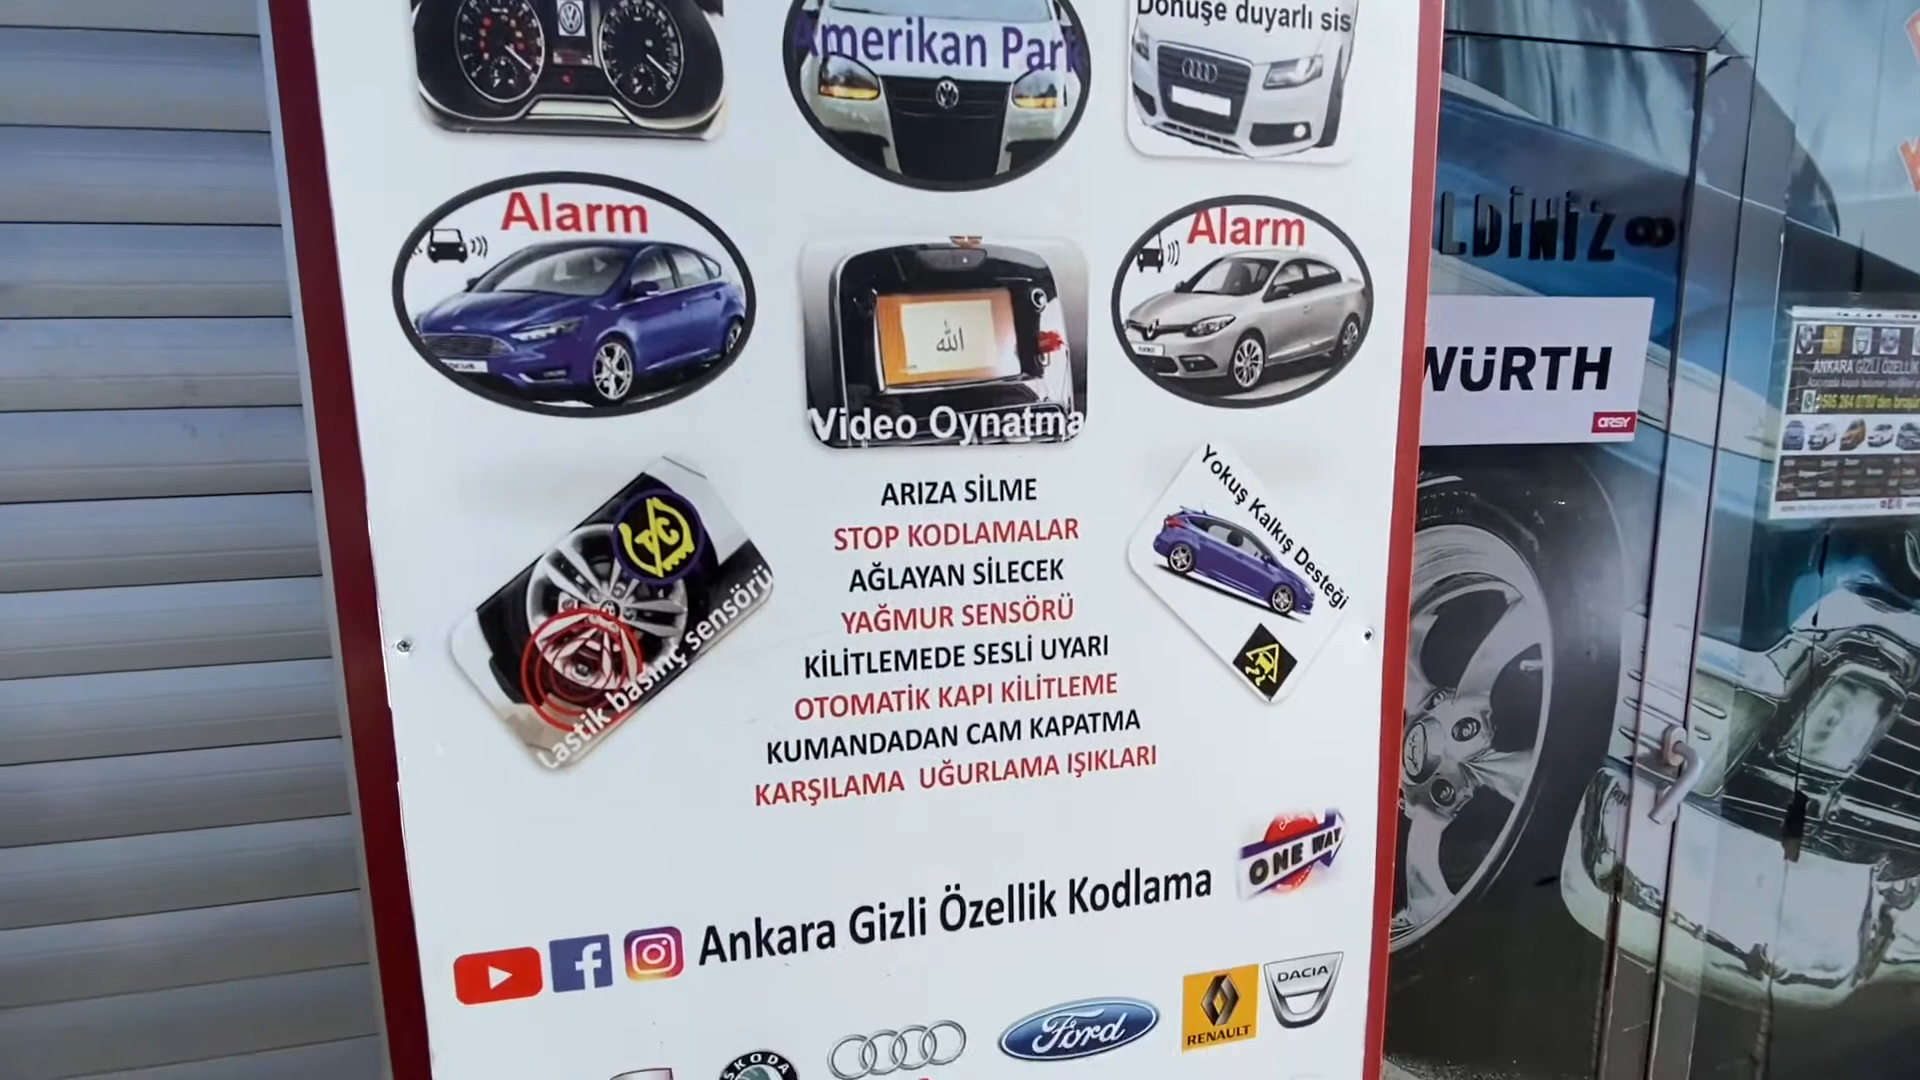 Amerikan Park
Dönüşe duyarlı sis
Alarm
Alarm
الله
Video Oynatma
LDİNİZ
WÜRTH
ARSY
ANKARA GİZLİ ÖZELLİK
Lastik basınç sensörü
Yokuş Kalkış Desteği
ARIZA SİLME
STOP KODLAMALAR
AĞLAYAN SİLECEK
YAĞMUR SENSÖRÜ
KİLİTLEMEDE SESLİ UYARI
OTOMATİK KAPI KİLİTLEME
KUMANDADAN CAM KAPATMA
KARŞILAMA UĞURLAMA IŞIKLARI
ONE WAY
Ankara Gizli Özellik Kodlama
SKODA
Ford
RENAULT
DACIA